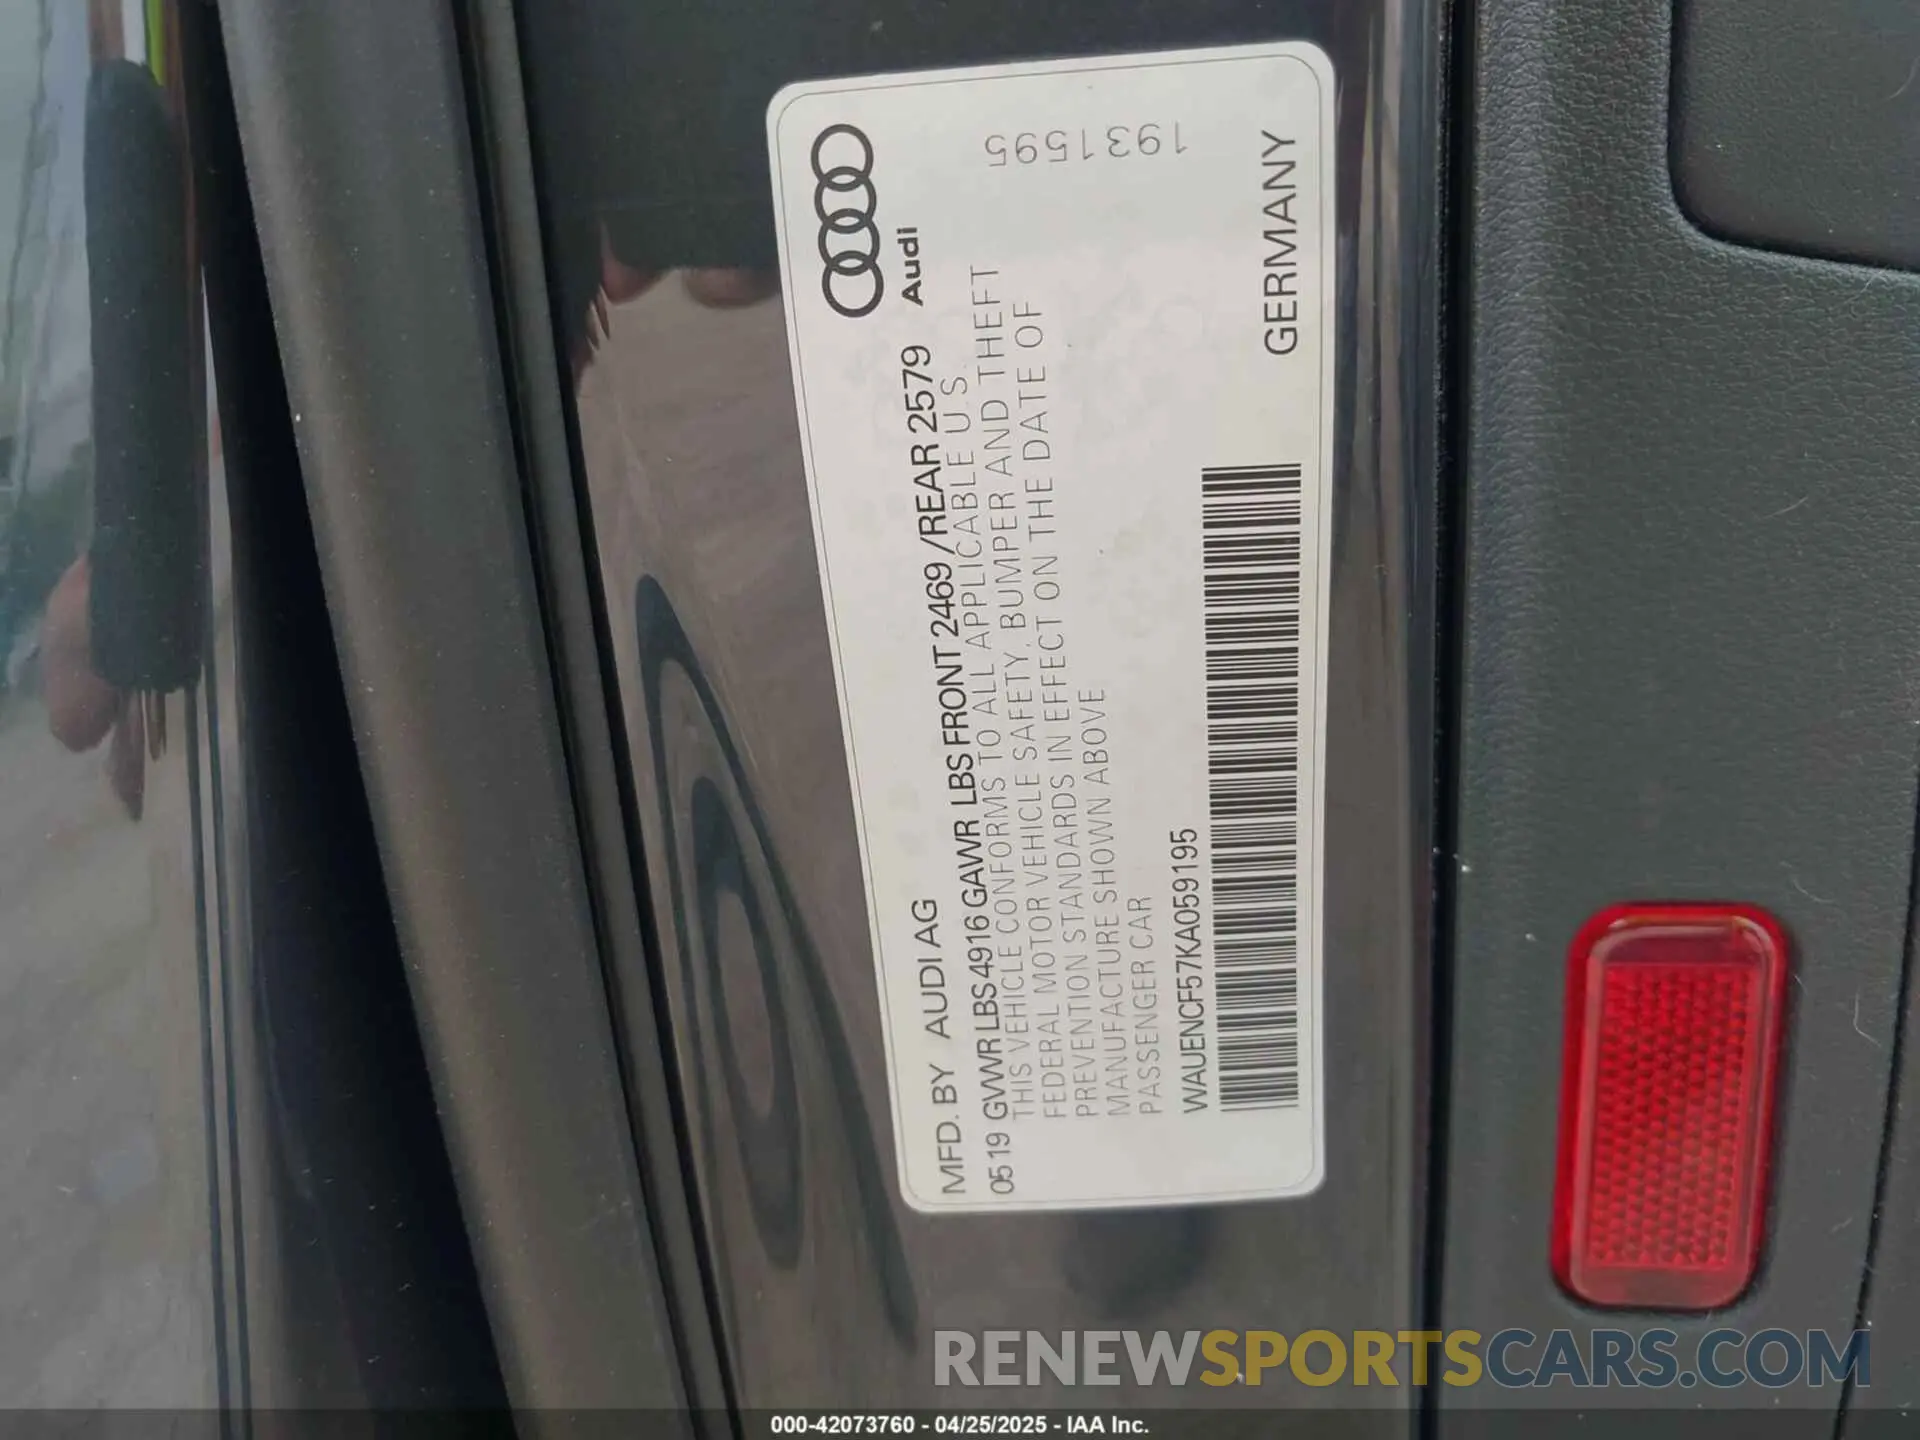 MFD. BY AUDI AG
0519 GVWR LBS 4916 GAWR LBS FRONT 2469 /REAR 2579
Audi
THIS VEHICLE CONFORMS TO ALL APPLICABLE U.S.
FEDERAL MOTOR VEHICLE SAFETY, BUMPER AND THEFT
PREVENTION STANDARDS IN EFFECT ON THE DATE OF
MANUFACTURE SHOWN ABOVE
PASSENGER CAR
1931595
WAUENCF57KA059195
GERMANY
RENEWSPORTSCARS.COM
000-42073760 - 04/25/2025 - IAA Inc.